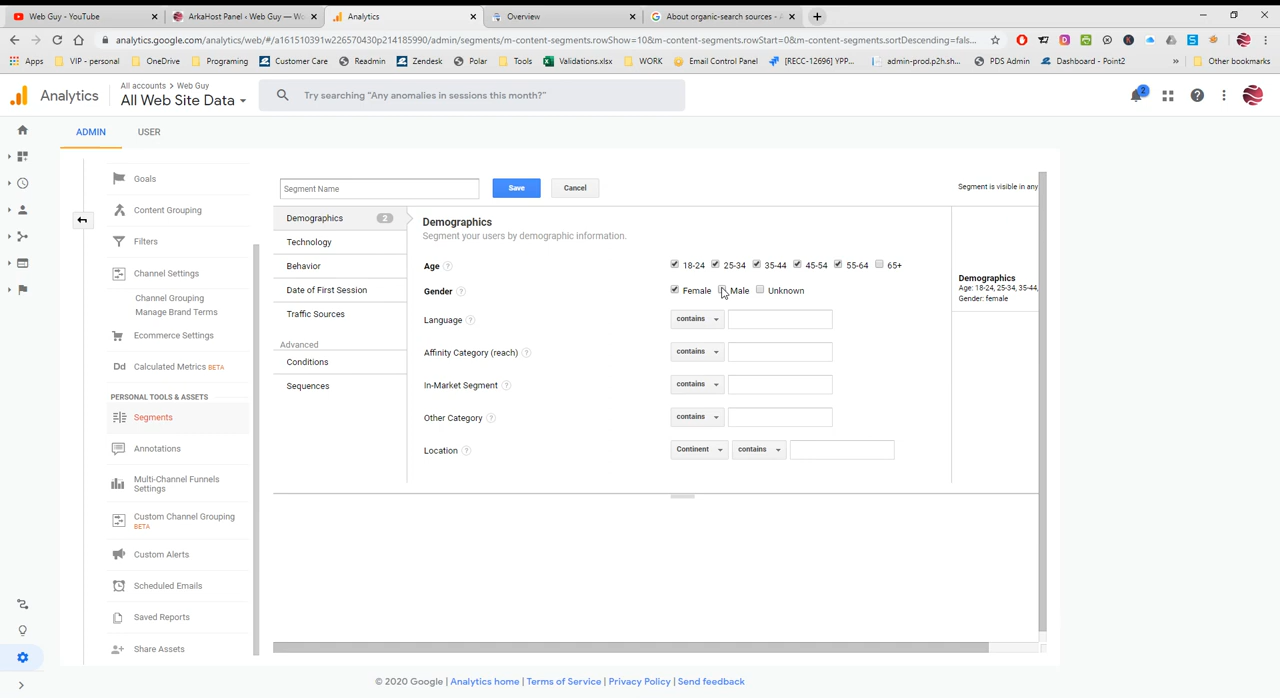 Web Guy - YouTube
ArkaHost Panel ‹ Web Guy — Wo
Analytics
Overview
About organic-search sources - A
analytics.google.com/analytics/web/#/a161510391w226570430p214185990/admin/segments/m-content-segments.rowShow=10&m-content-segments.rowStart=0&m-content-segments.sortDescending=fals...
Apps
VIP - personal
OneDrive
Programing
Customer Care
Readmin
Zendesk
Polar
Tools
Validations.xlsx
WORK
Email Control Panel
[RECC-12696] YPP...
admin-prod.p2h.sh...
PDS Admin
Dashboard - Point2
»
Other bookmarks
Analytics
All accounts > Web Guy
All Web Site Data
Try searching "Any anomalies in sessions this month?"
2
ADMIN
USER
Goals
Content Grouping
Filters
Channel Settings
Channel Grouping
Manage Brand Terms
Ecommerce Settings
Dd Calculated Metrics BETA
PERSONAL TOOLS & ASSETS
Segments
Annotations
Multi-Channel Funnels
Settings
Custom Channel Grouping
BETA
Custom Alerts
Scheduled Emails
Saved Reports
Share Assets
Segment Name
Save
Cancel
Segment is visible in any
Demographics 2
Technology
Behavior
Date of First Session
Traffic Sources
Advanced
Conditions
Sequences
Demographics
Segment your users by demographic information.
Age ? 18-24 25-34 35-44 45-54 55-64 65+
Gender ? Female Male Unknown
Language ? contains
Affinity Category (reach) ? contains
In-Market Segment ? contains
Other Category ? contains
Location ? Continent contains
Demographics
Age: 18-24, 25-34, 35-44,
Gender: female
© 2020 Google | Analytics home | Terms of Service | Privacy Policy | Send feedback